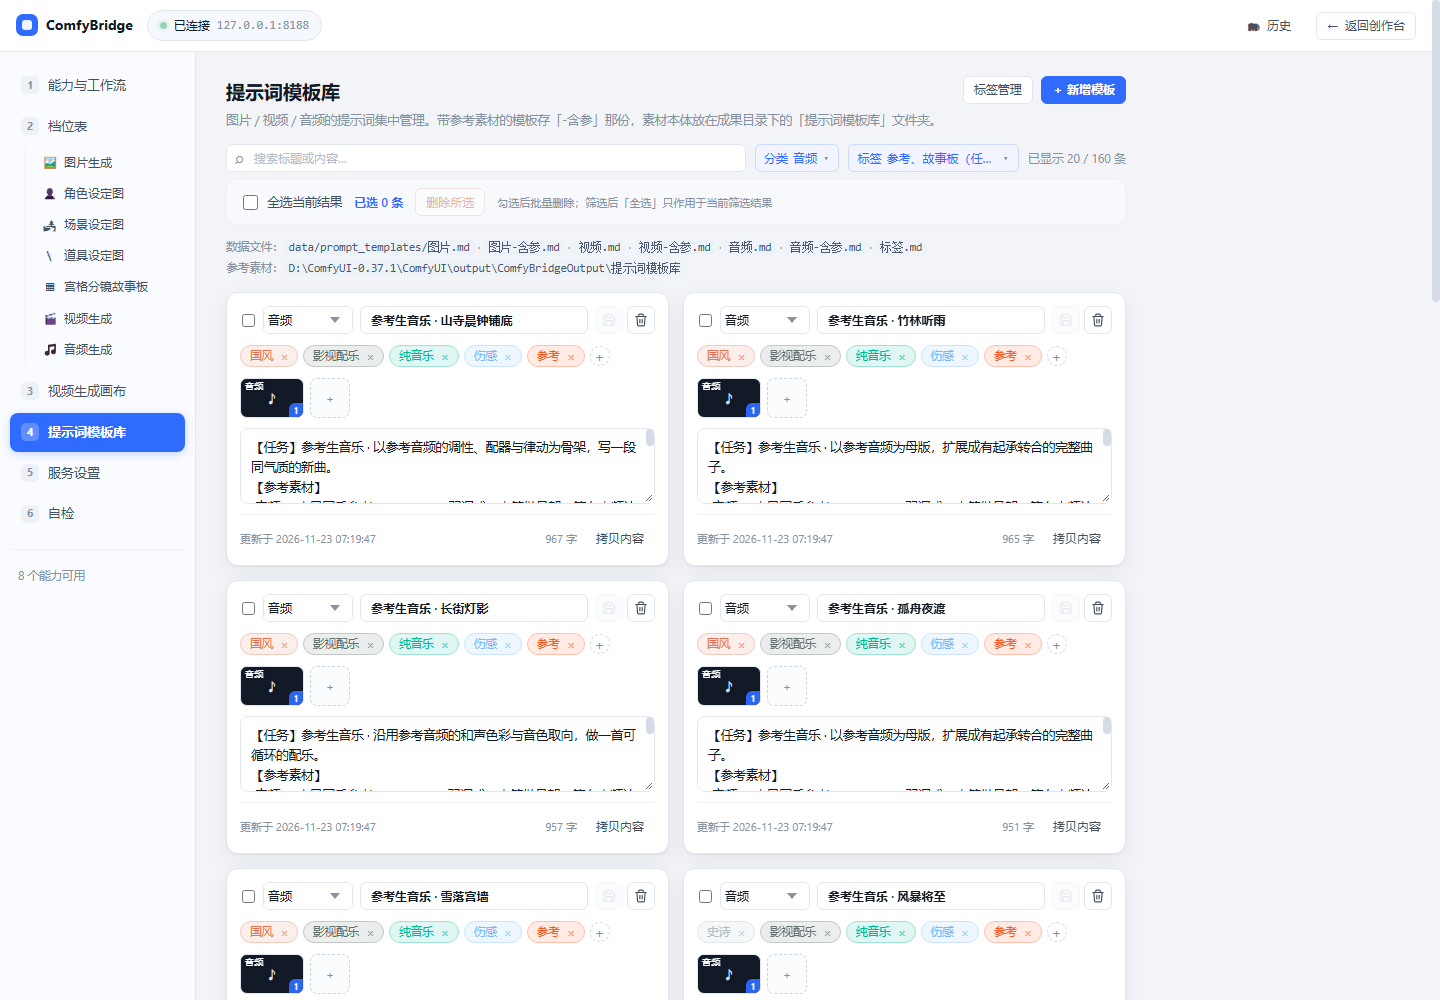 ComfyBridge
已连接 127.0.0.1:8188
历史
← 返回创作台
1 能力与工作流
2 档位表
图片生成
角色设定图
场景设定图
道具设定图
宫格分镜故事板
视频生成
音频生成
3 视频生成画布
4 提示词模板库
5 服务设置
6 自检
8 个能力可用
提示词模板库
标签管理
+ 新增模板
图片 / 视频 / 音频的提示词集中管理。带参考素材的模板存「-含参」那份，素材本体放在成果目录下的「提示词模板库」文件夹。
搜索标题或内容...
分类 音频
标签 参考、故事板（任...
已显示 20 / 160 条
全选当前结果 已选 0 条 删除所选 勾选后批量删除；筛选后「全选」只作用于当前筛选结果
数据文件: data/prompt_templates/图片.md · 图片-含参.md · 视频.md · 视频-含参.md · 音频.md · 音频-含参.md · 标签.md
参考素材: D:\ComfyUI-0.37.1\ComfyUI\output\ComfyBridgeOutput\提示词模板库
音频 参考生音乐 · 山寺晨钟铺底
国风 × 影视配乐 × 纯音乐 × 伤感 × 参考 × +
音频 ♪ 1 +
【任务】参考生音乐 · 以参考音频的调性、配器与律动为骨架，写一段
同气质的新曲。
【参考素材】
更新于 2026-11-23 07:19:47 967 字 拷贝内容
音频 参考生音乐 · 竹林听雨
国风 × 影视配乐 × 纯音乐 × 伤感 × 参考 × +
音频 ♪ 1 +
【任务】参考生音乐 · 以参考音频为母版，扩展成有起承转合的完整曲
子。
【参考素材】
更新于 2026-11-23 07:19:47 965 字 拷贝内容
音频 参考生音乐 · 长街灯影
国风 × 影视配乐 × 纯音乐 × 伤感 × 参考 × +
音频 ♪ 1 +
【任务】参考生音乐 · 沿用参考音频的和声色彩与音色取向，做一首可
循环的配乐。
【参考素材】
更新于 2026-11-23 07:19:47 957 字 拷贝内容
音频 参考生音乐 · 孤舟夜渡
国风 × 影视配乐 × 纯音乐 × 伤感 × 参考 × +
音频 ♪ 1 +
【任务】参考生音乐 · 以参考音频为母版，扩展成有起承转合的完整曲
子。
【参考素材】
更新于 2026-11-23 07:19:47 951 字 拷贝内容
音频 参考生音乐 · 雪落宫墙
国风 × 影视配乐 × 纯音乐 × 伤感 × 参考 × +
音频 ♪ 1 +
音频 参考生音乐 · 风暴将至
史诗 × 影视配乐 × 纯音乐 × 伤感 × 参考 × +
音频 ♪ 1 +